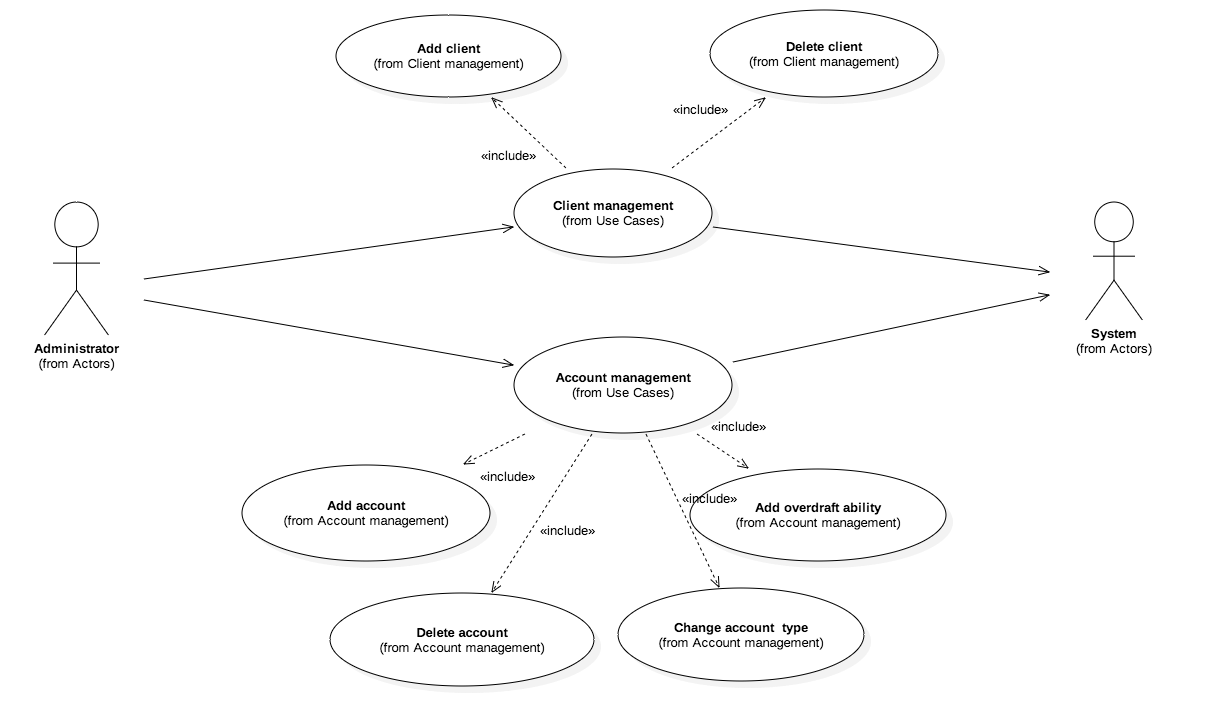 Add client
(from Client management)
Delete client
(from Client management)
«include»
«include»
Client management
(from Use Cases)
Administrator
(from Actors)
System
(from Actors)
Account management
(from Use Cases)
«include»
«include»
«include»
«include»
Add account
(from Account management)
Add overdraft ability
(from Account management)
Delete account
(from Account management)
Change account  type
(from Account management)